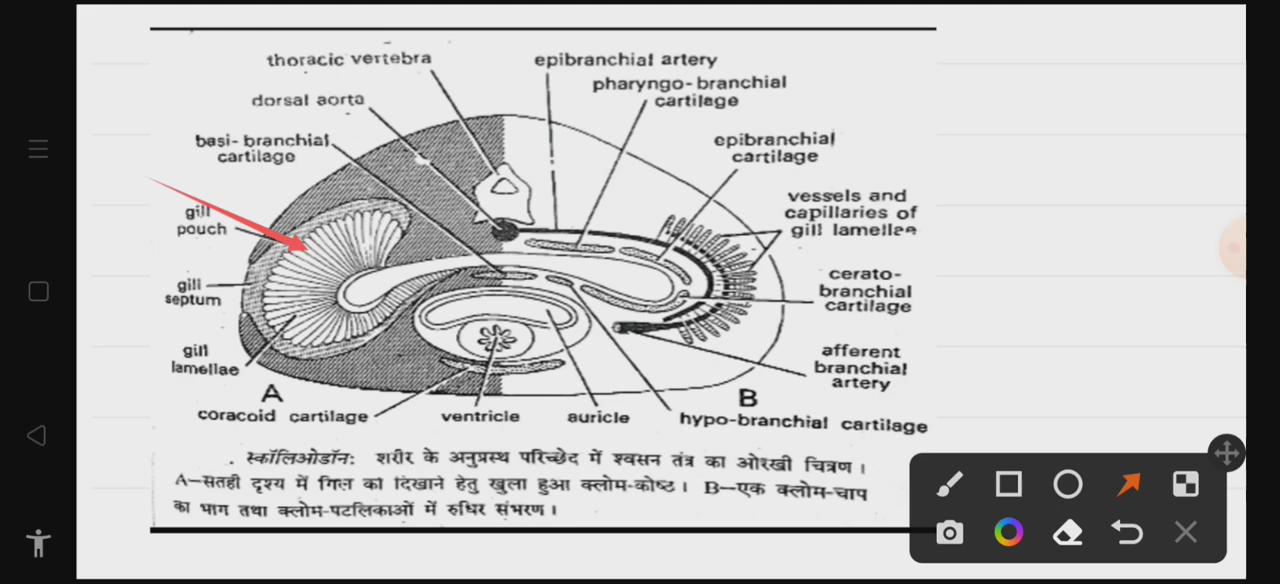 thoracic vertebra
epibranchial artery
pharyngo-branchial
cartilage
dorsal aorta
basi-branchial
cartilage
epibranchial
cartilage
vessels and
capillaries of
gill lamellae
gill
pouch
gill
septum
cerato-
branchial
cartilage
gill
lamellae
afferent
branchial
artery
A
B
coracoid cartilage
ventricle
auricle
hypo-branchial cartilage
स्कॉलिओडॉन: शरीर के अनुप्रस्थ परिच्छेद में श्वसन तंत्र का ओरखी चित्रण।
A—सतही दृश्य में गिल को दिखाने हेतु खुला हुआ क्लोम-कोष्ठ। B—एक क्लोम-चाप
का भाग तथा क्लोम-पटलिकाओं में रुधिर संभरण।